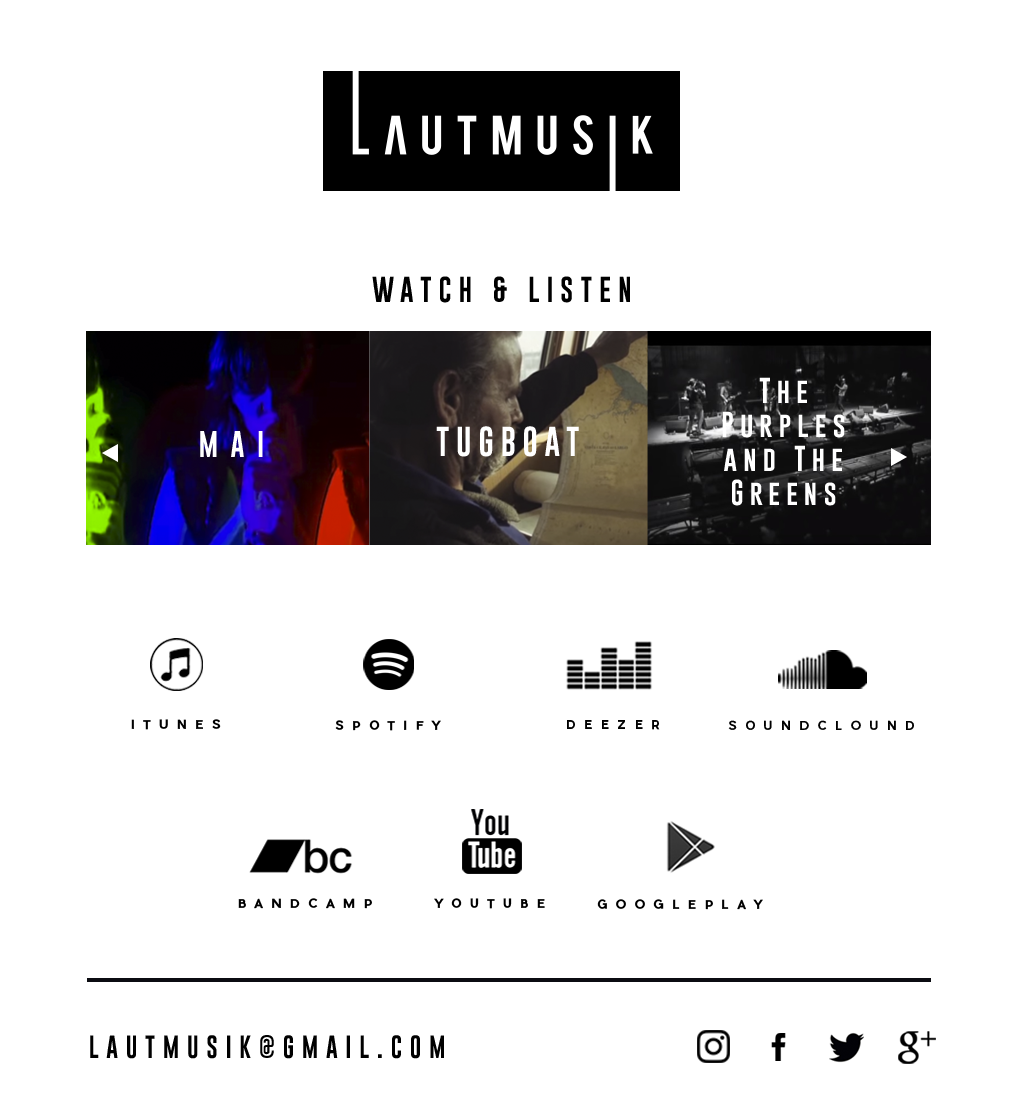 LAUTMUSIK
WATCH & LISTEN
MAI
TUGBOAT
THE
PURPLES
AND THE
GREENS
ITUNES
SPOTIFY
DEEZER
SOUNDCLOUND
bc
You
Tube
BANDCAMP
YOUTUBE
GOOGLEPLAY
LAUTMUSIK@GMAIL.COM
f
g+